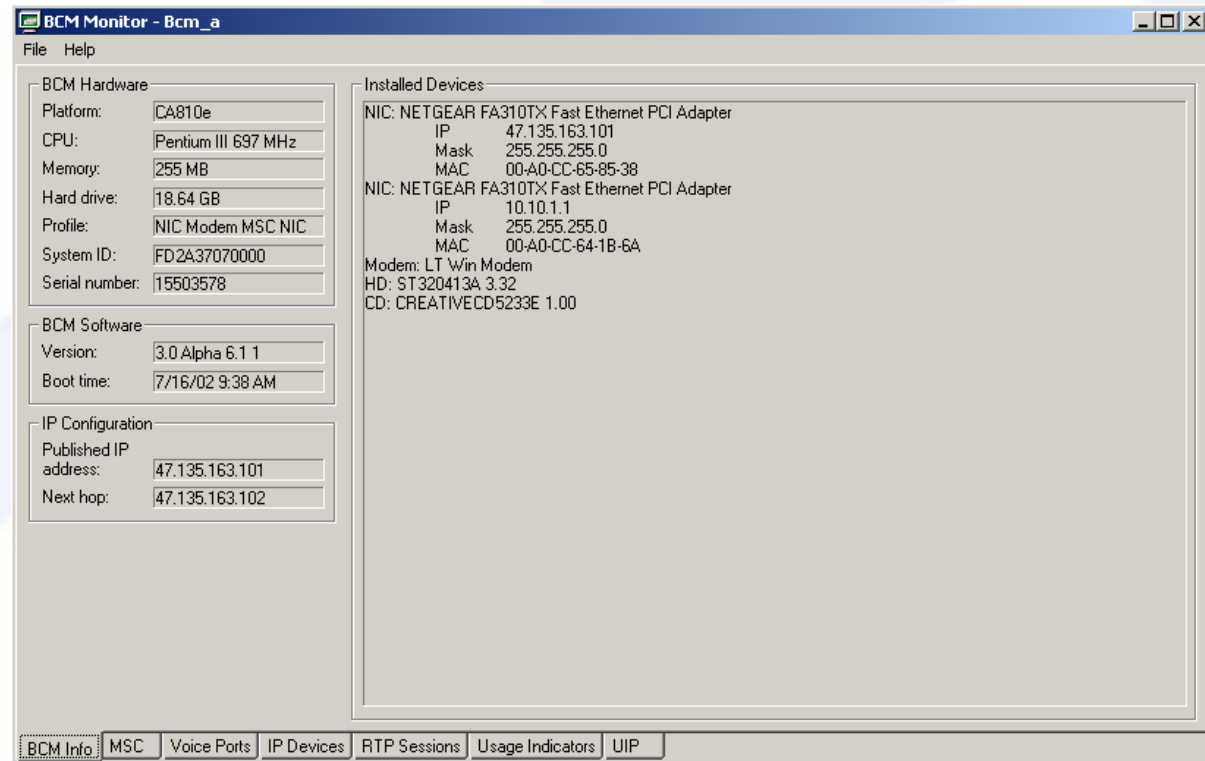 BCM Monitor - Bcm_a
File Help
BCM Hardware
Platform: CA810e
CPU: Pentium III 697 MHz
Memory: 255 MB
Hard drive: 18.64 GB
Profile: NIC Modem MSC NIC
System ID: FD2A37070000
Serial number: 15503578
BCM Software
Version: 3.0 Alpha 6.1 1
Boot time: 7/16/02 9:38 AM
IP Configuration
Published IP
address: 47.135.163.101
Next hop: 47.135.163.102
Installed Devices
NIC: NETGEAR FA310TX Fast Ethernet PCI Adapter
IP 47.135.163.101
Mask 255.255.255.0
MAC 00-A0-CC-65-85-38
NIC: NETGEAR FA310TX Fast Ethernet PCI Adapter
IP 10.10.1.1
Mask 255.255.255.0
MAC 00-A0-CC-64-1B-6A
Modem: LT Win Modem
HD: ST320413A 3.32
CD: CREATIVECD5233E 1.00
BCM Info MSC Voice Ports IP Devices RTP Sessions Usage Indicators UIP